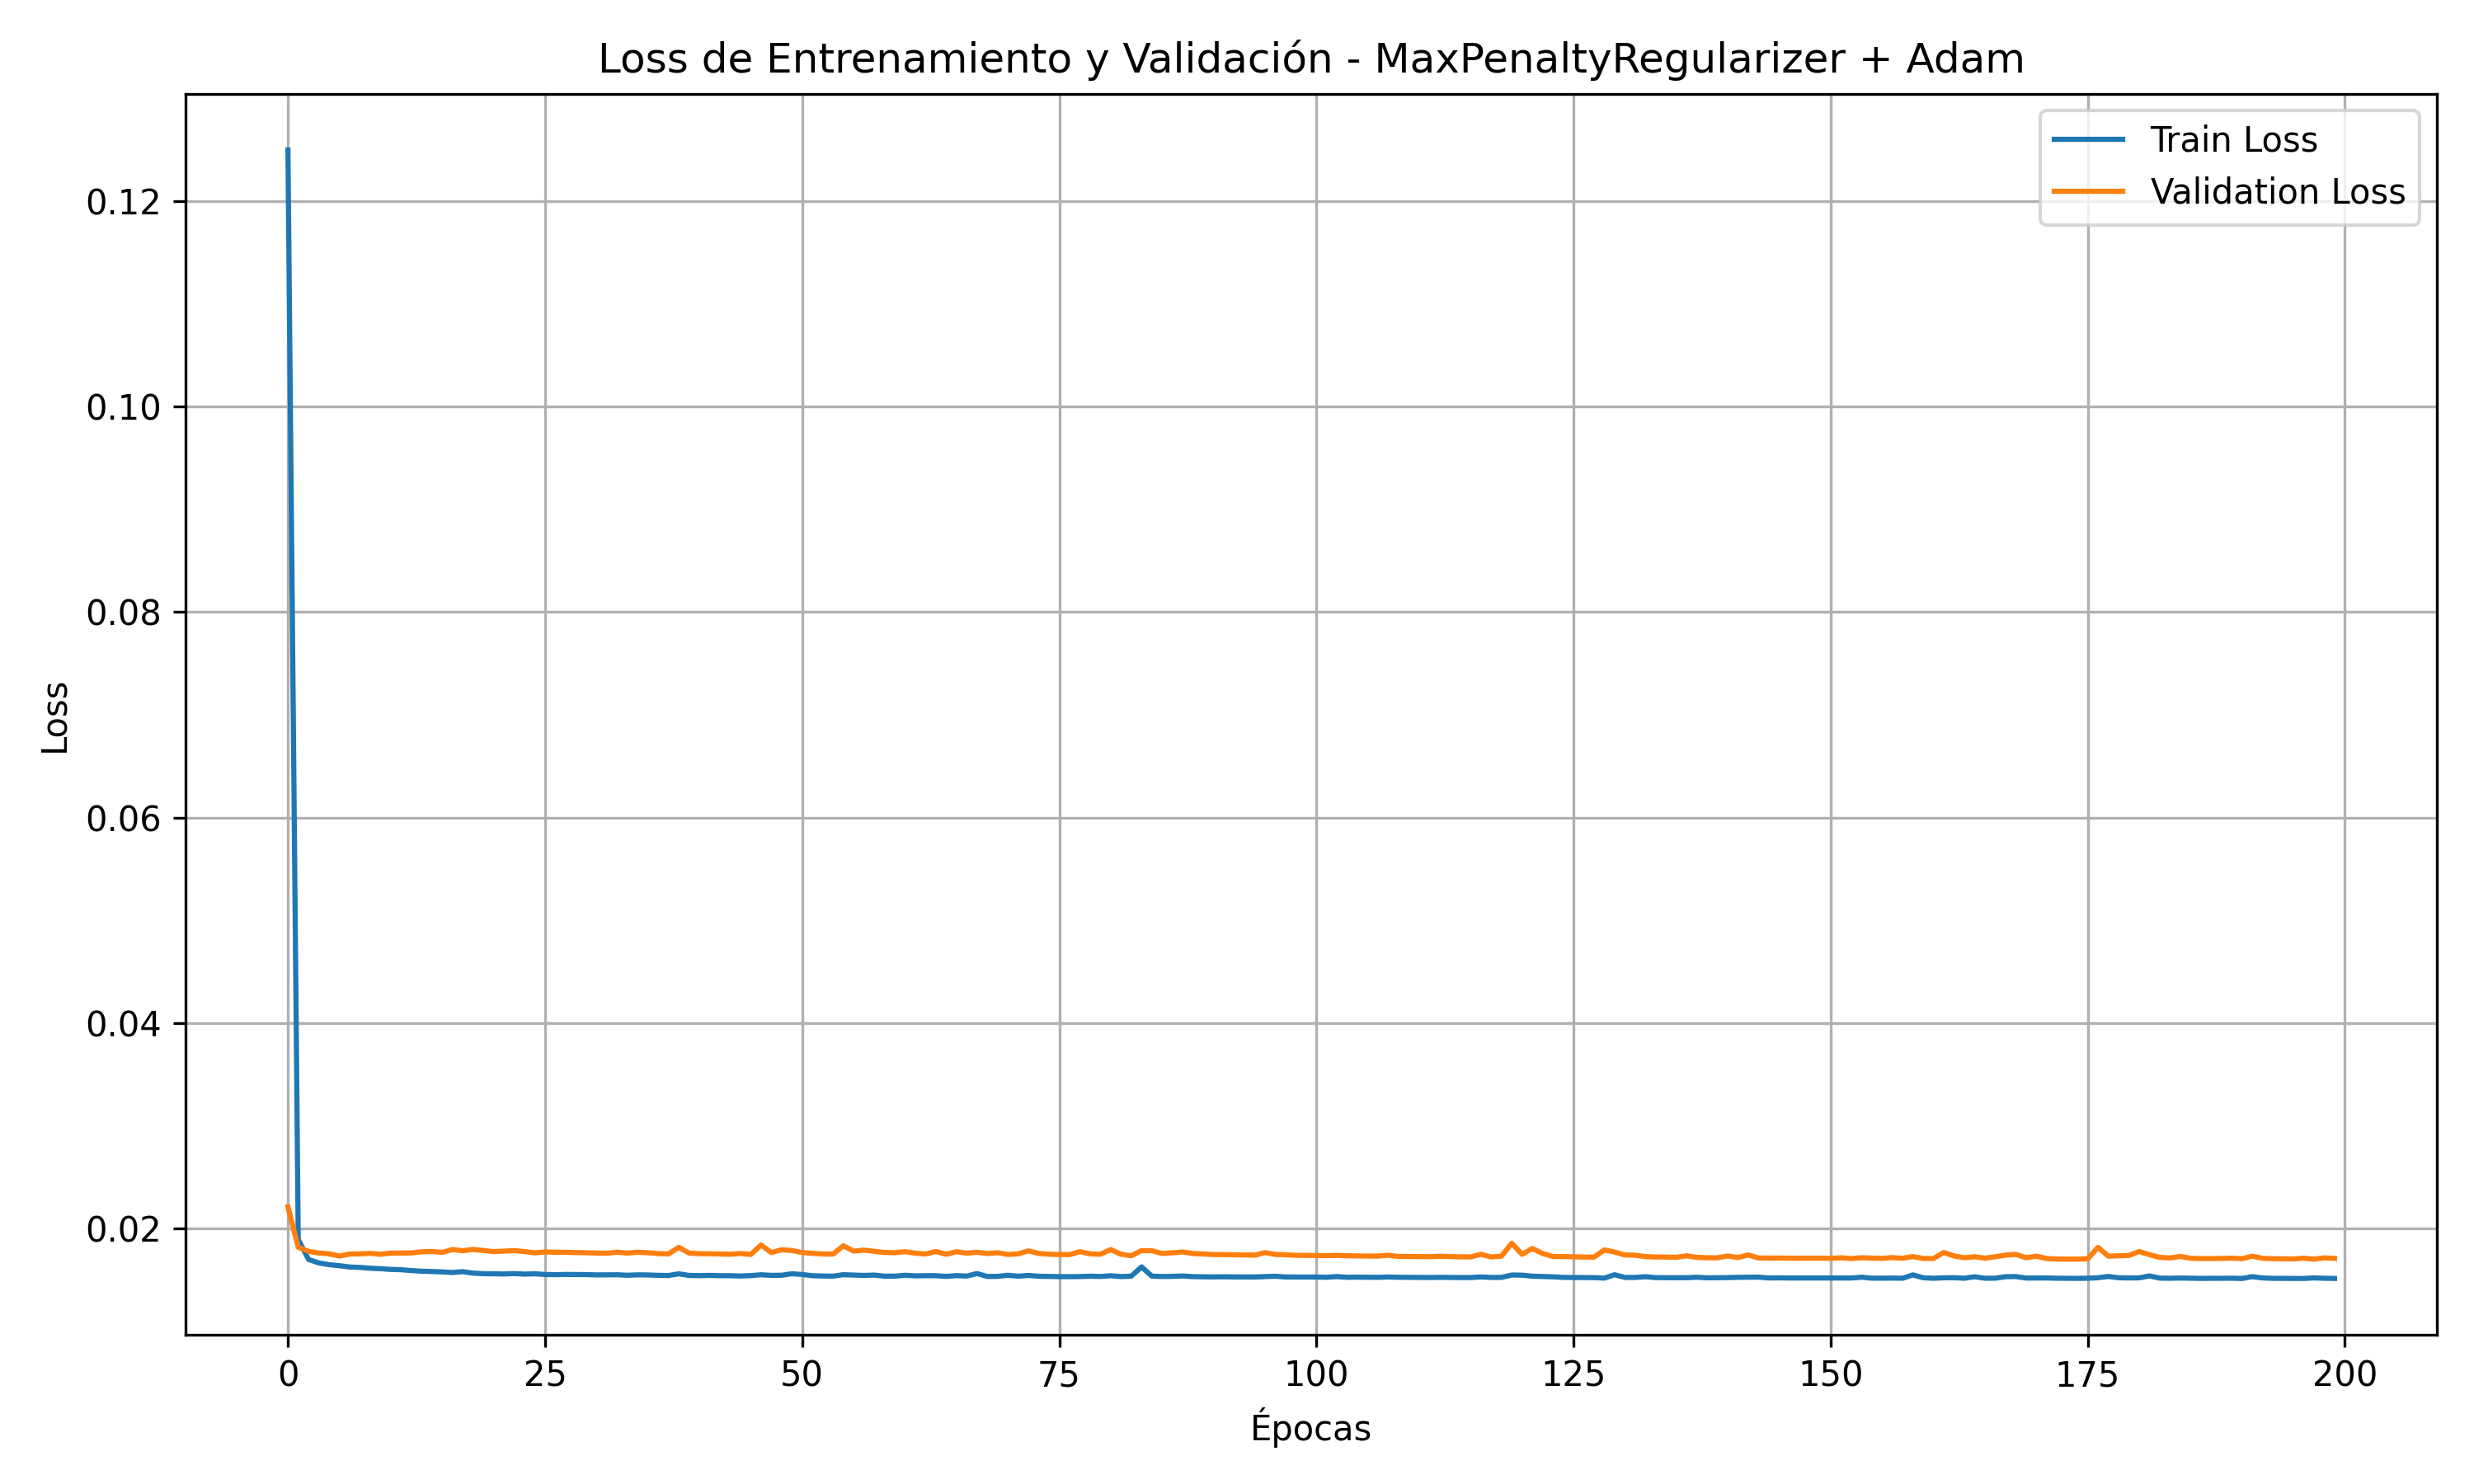 Loss de Entrenamiento y Validación - MaxPenaltyRegularizer + Adam
Train Loss
Validation Loss
0.12
0.10
0.08
0.06
0.04
0.02
Loss
0 25 50 75 100 125 150 175 200
Épocas